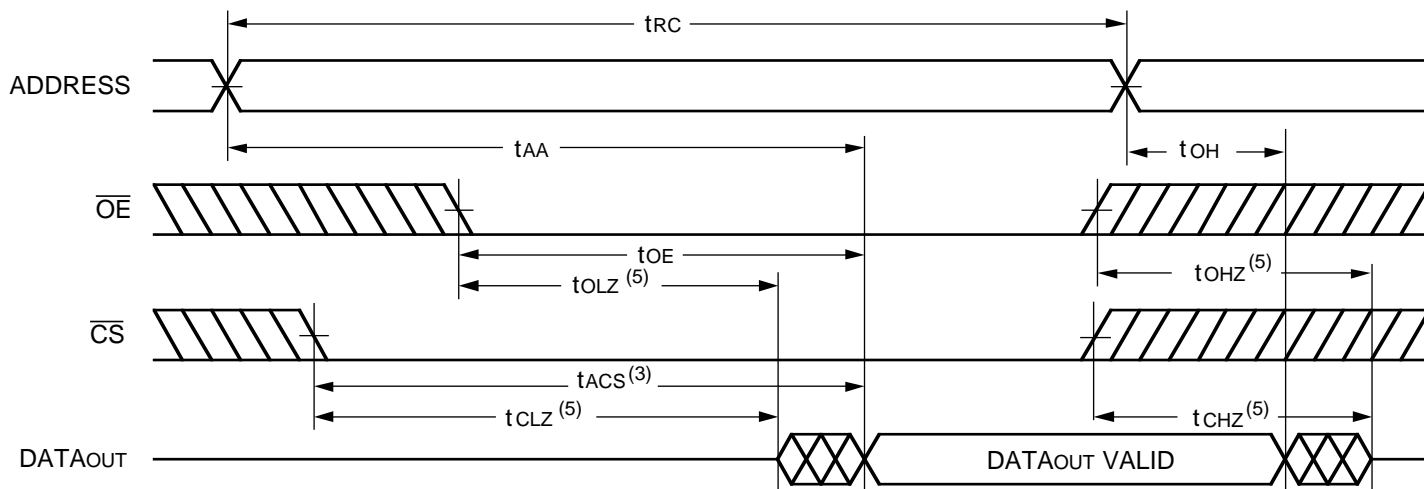 tRC
ADDRESS
tAA
tOH
OE
tOE
tOLZ (5)
tOHZ (5)
CS
tACS (3)
tCLZ (5)
tCHZ (5)
DATAOUT
DATAOUT VALID